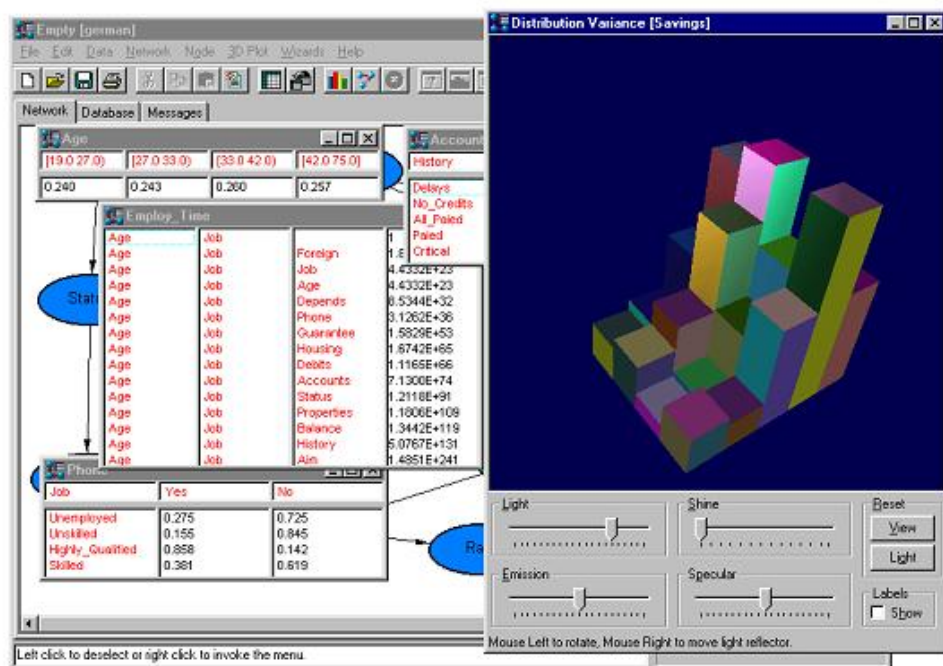 Empty [german]
File Edit Data Network Node 3D Plot Wizards Help
Network Database Messages
Age
[19.0 27.0) [27.0 33.0) [33.0 42.0) [42.0 75.0]
0.240 0.243 0.260 0.257
Account
History
Delays
No_Credits
All_Paied
Paied
Critical
Employ_Time
Age Job 1
Age Job Foreign 1.8
Age Job Job 4.4332E+23
Age Job Age 4.4332E+23
Age Job Depends 8.5344E+32
Age Job Phone 3.1262E+36
Age Job Guarantee 1.5829E+53
Age Job Housing 1.6742E+65
Age Job Debits 1.1165E+66
Age Job Accounts 7.1300E+74
Age Job Status 1.2118E+91
Age Job Properties 1.1806E+109
Age Job Balance 1.3442E+119
Age Job History 5.0767E+131
Age Job Aim 1.4851E+241
Stat
Phone
Job Yes No
Unemployed 0.275 0.725
Unskilled 0.155 0.845
Highly_Qualified 0.858 0.142
Skilled 0.381 0.619
Ra
Left click to deselect or right click to invoke the menu.
Distribution Variance [Savings]
Light
Shine
Reset
View
Light
Emission
Specular
Labels
Show
Mouse Left to rotate, Mouse Right to move light reflector.